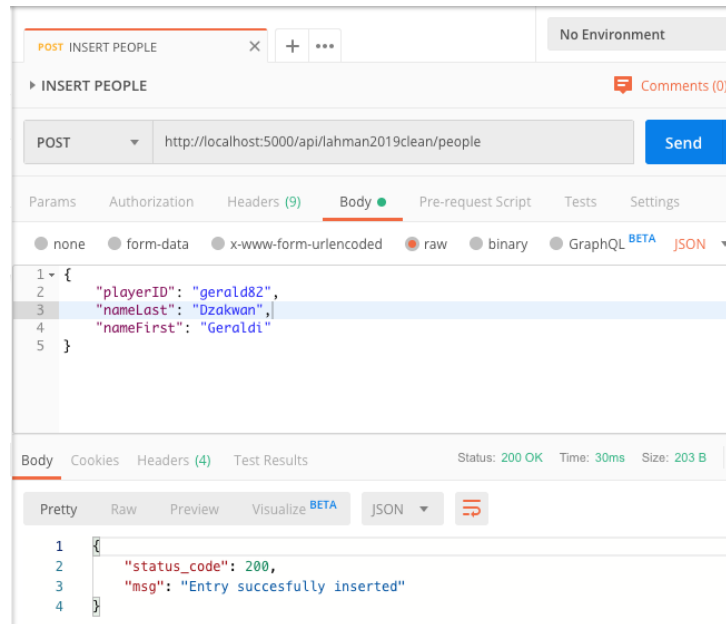 No Environment
POST INSERT PEOPLE
INSERT PEOPLE
Comments (0)
POST http://localhost:5000/api/lahman2019clean/people Send
Params Authorization Headers (9) Body Pre-request Script Tests Settings
none form-data x-www-form-urlencoded raw binary GraphQL BETA JSON
1 {
2 "playerID": "gerald82",
3 "nameLast": "Dzakwan",
4 "nameFirst": "Geraldi"
5 }
Body Cookies Headers (4) Test Results Status: 200 OK Time: 30ms Size: 203 B
Pretty Raw Preview Visualize BETA JSON
1 {
2 "status_code": 200,
3 "msg": "Entry succesfully inserted"
4 }